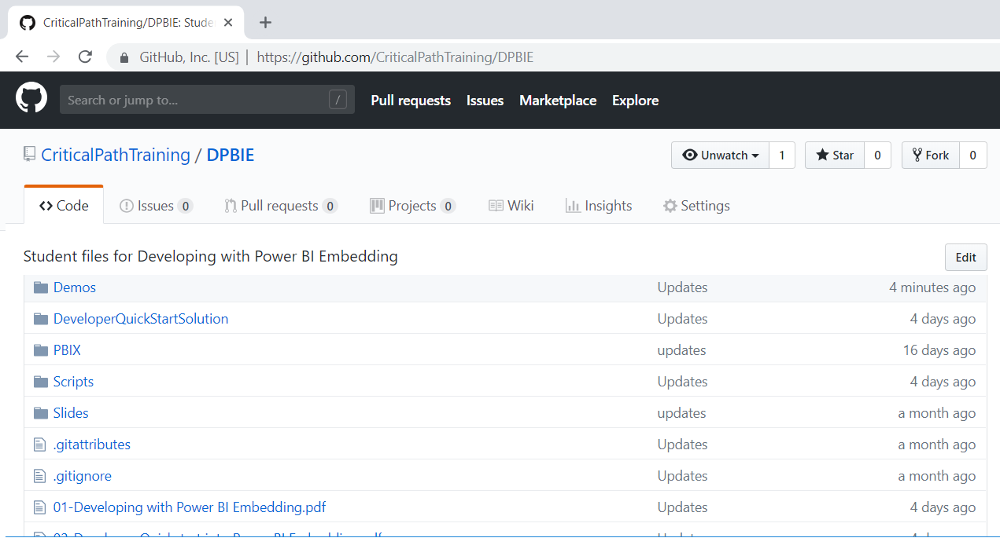 CriticalPathTraining/DPBIE: Stude
GitHub, Inc. [US] | https://github.com/CriticalPathTraining/DPBIE
Search or jump to... / Pull requests Issues Marketplace Explore
CriticalPathTraining / DPBIE Unwatch 1 Star 0 Fork 0
Code Issues 0 Pull requests 0 Projects 0 Wiki Insights Settings
Student files for Developing with Power BI Embedding Edit
Demos Updates 4 minutes ago
DeveloperQuickStartSolution Updates 4 days ago
PBIX updates 16 days ago
Scripts Updates 4 days ago
Slides updates a month ago
.gitattributes Updates a month ago
.gitignore Updates a month ago
01-Developing with Power BI Embedding.pdf Updates 4 days ago